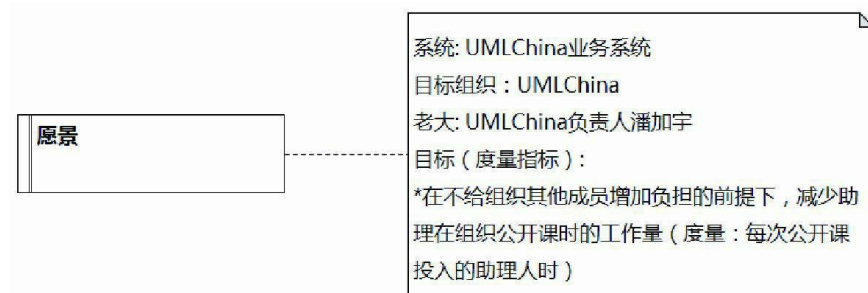 愿景
系统: UMLChina业务系统
目标组织：UMLChina
老大: UMLChina负责人潘加宇
目标（度量指标）:
*在不给组织其他成员增加负担的前提下，减少助
理在组织公开课时的工作量（度量：每次公开课
投入的助理人时）